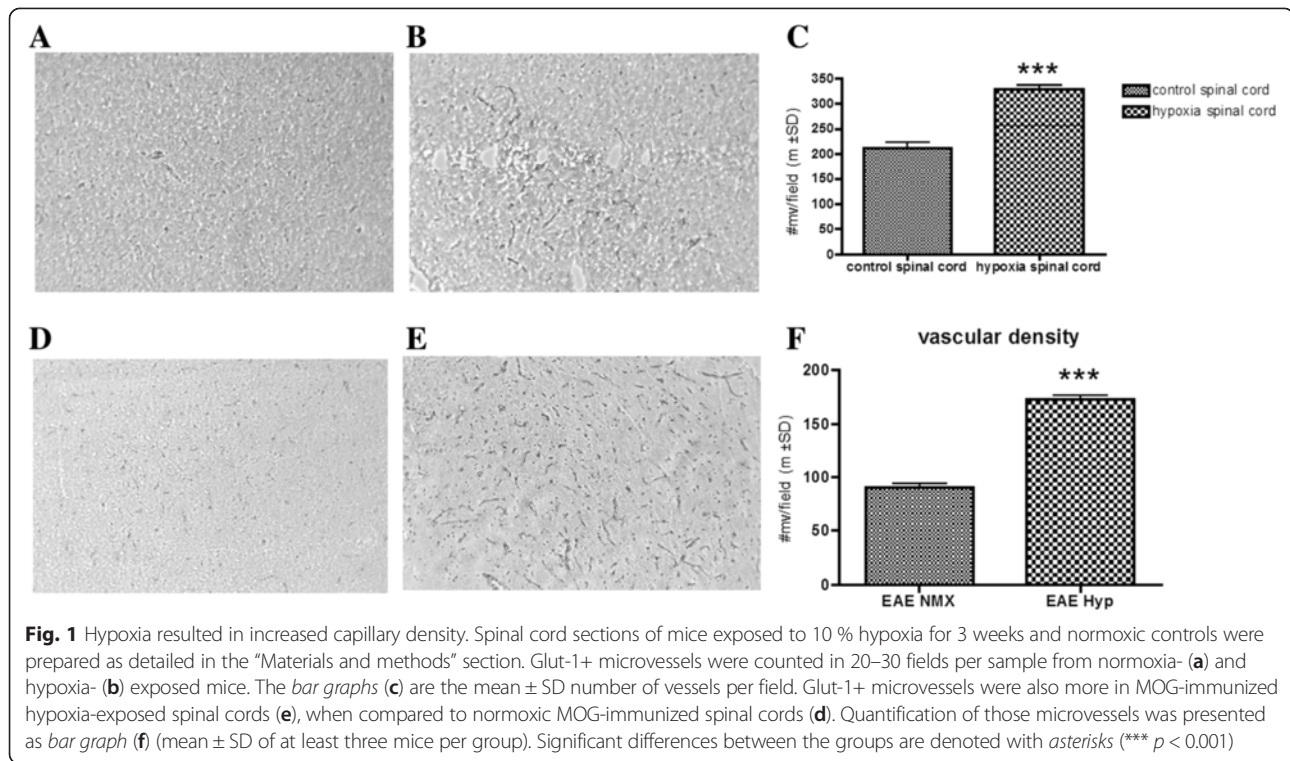 A
B
C
***
350
300
250
200
150
100
50
0
#mv/field (m ±SD)
control spinal cord
hypoxia spinal cord
control spinal cord hypoxia spinal cord
D
E
F
vascular density
***
200
150
100
50
0
#mv/field (m ±SD)
EAE NMX EAE Hyp
Fig. 1 Hypoxia resulted in increased capillary density. Spinal cord sections of mice exposed to 10 % hypoxia for 3 weeks and normoxic controls were
prepared as detailed in the “Materials and methods” section. Glut-1+ microvessels were counted in 20–30 fields per sample from normoxia- (a) and
hypoxia- (b) exposed mice. The bar graphs (c) are the mean ± SD number of vessels per field. Glut-1+ microvessels were also more in MOG-immunized
hypoxia-exposed spinal cords (e), when compared to normoxic MOG-immunized spinal cords (d). Quantification of those microvessels was presented
as bar graph (f) (mean ± SD of at least three mice per group). Significant differences between the groups are denoted with asterisks (*** p < 0.001)